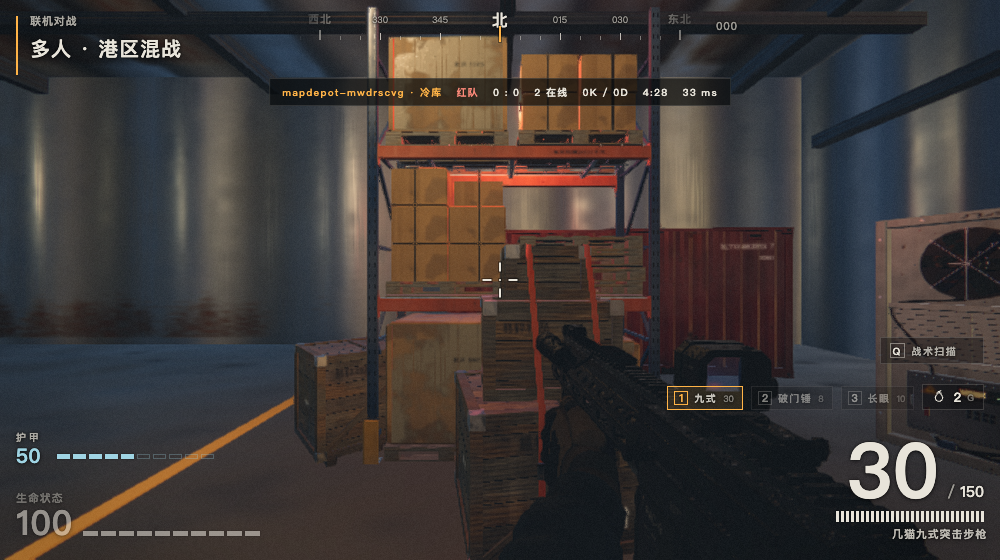 联机对战
多人 · 港区混战
西北 330 345 北 015 030 东北 000
mapdepot-mwdrscvg · 冷库 红队 0 : 0 2 在线 0K / 0D 4:28 33 ms
Q 战术扫描
1 九式 30 2 破门锤 8 3 长眼 10 2 G
护甲
50
生命状态
100
30 / 150
几猫九式突击步枪